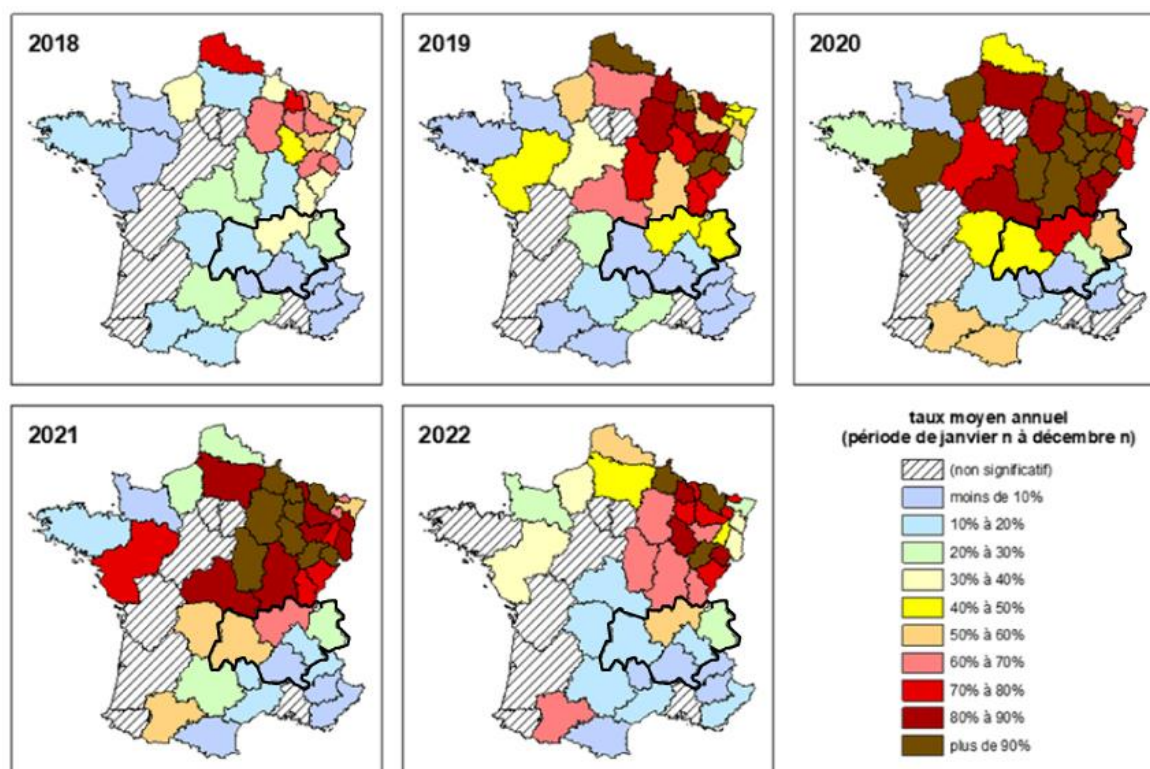 2018
2019
2020
2021
2022
taux moyen annuel
(période de janvier n à décembre n)
(non significatif)
moins de 10%
10% à 20%
20% à 30%
30% à 40%
40% à 50%
50% à 60%
60% à 70%
70% à 80%
80% à 90%
plus de 90%